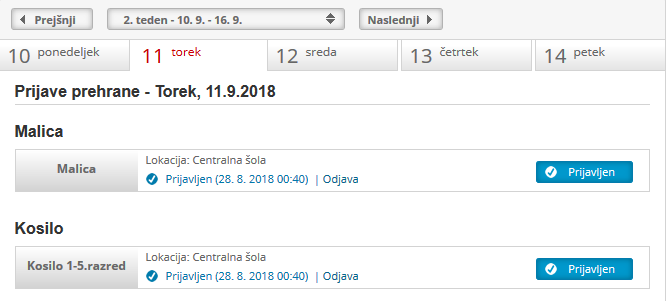 Prejšnji 2. teden - 10. 9. - 16. 9. Naslednji
10 ponedeljek 11 torek 12 sreda 13 četrtek 14 petek
Prijave prehrane - Torek, 11.9.2018
Malica
Lokacija: Centralna šola
Malica
Prijavljen (28. 8. 2018 00:40) | Odjava
Prijavljen
Kosilo
Lokacija: Centralna šola
Kosilo 1-5.razred
Prijavljen (28. 8. 2018 00:40) | Odjava
Prijavljen